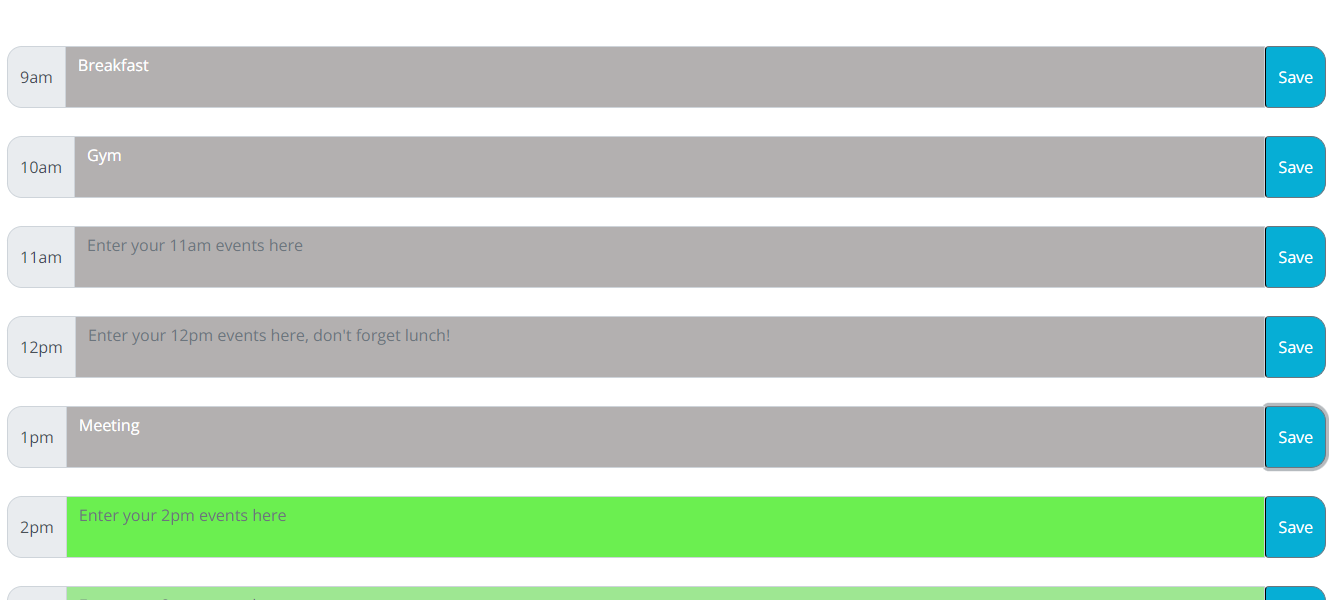 9am Breakfast Save
10am Gym Save
11am Enter your 11am events here Save
12pm Enter your 12pm events here, don't forget lunch! Save
1pm Meeting Save
2pm Enter your 2pm events here Save